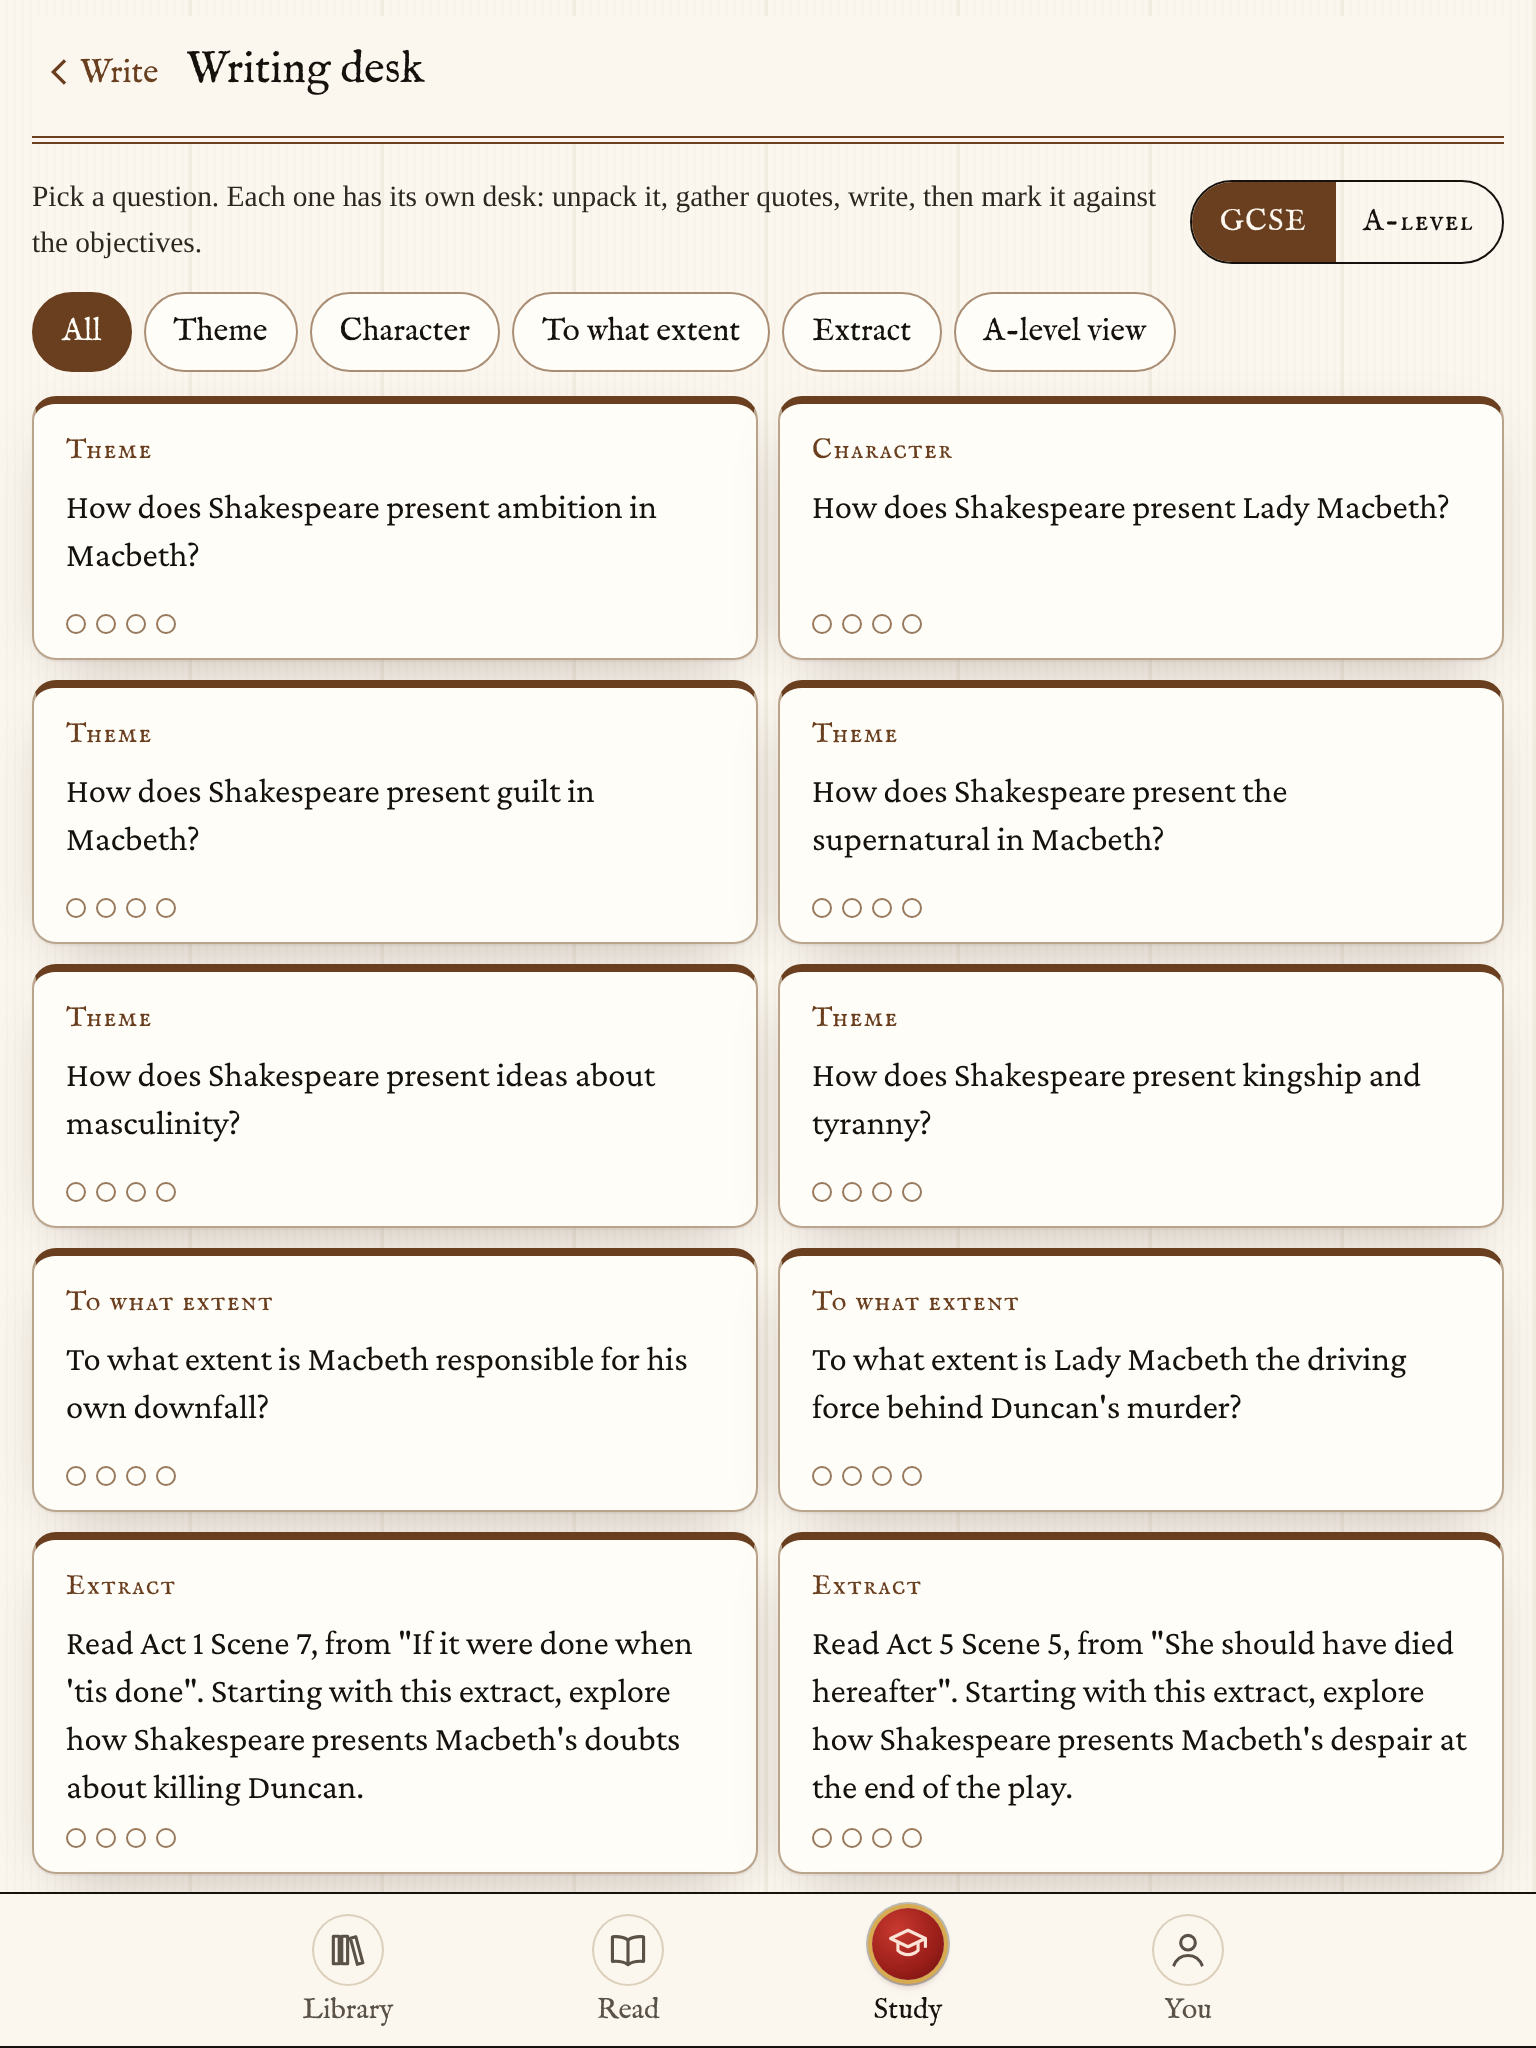 Write
Writing desk
Pick a question. Each one has its own desk: unpack it, gather quotes, write, then mark it against
the objectives.
GCSE
A-level
All
Theme
Character
To what extent
Extract
A-level view
Theme
How does Shakespeare present ambition in
Macbeth?
Character
How does Shakespeare present Lady Macbeth?
Theme
How does Shakespeare present guilt in
Macbeth?
Theme
How does Shakespeare present the
supernatural in Macbeth?
Theme
How does Shakespeare present ideas about
masculinity?
Theme
How does Shakespeare present kingship and
tyranny?
To what extent
To what extent is Macbeth responsible for his
own downfall?
To what extent
To what extent is Lady Macbeth the driving
force behind Duncan's murder?
Extract
Read Act 1 Scene 7, from "If it were done when
'tis done". Starting with this extract, explore
how Shakespeare presents Macbeth's doubts
about killing Duncan.
Extract
Read Act 5 Scene 5, from "She should have died
hereafter". Starting with this extract, explore
how Shakespeare presents Macbeth's despair at
the end of the play.
Library
Read
Study
You